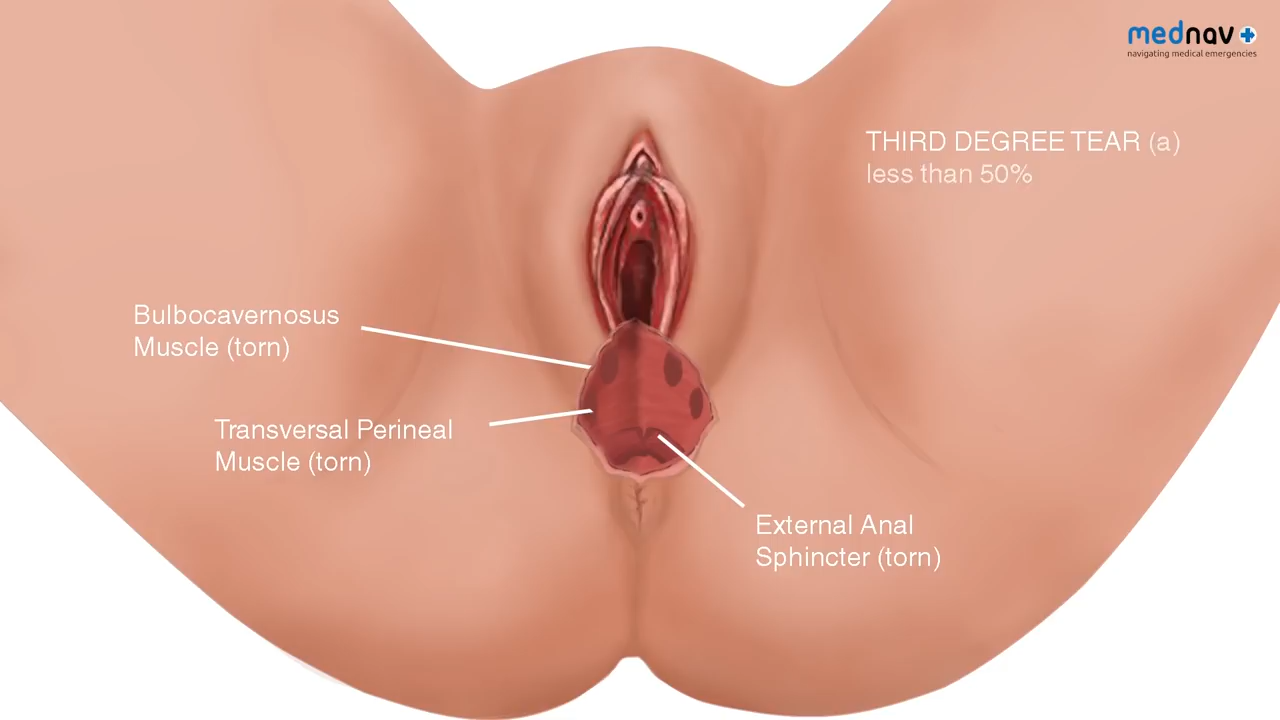 mednav
navigating medical emergencies
THIRD DEGREE TEAR (a)
less than 50%
Bulbocavernosus
Muscle (torn)
Transversal Perineal
Muscle (torn)
External Anal
Sphincter (torn)